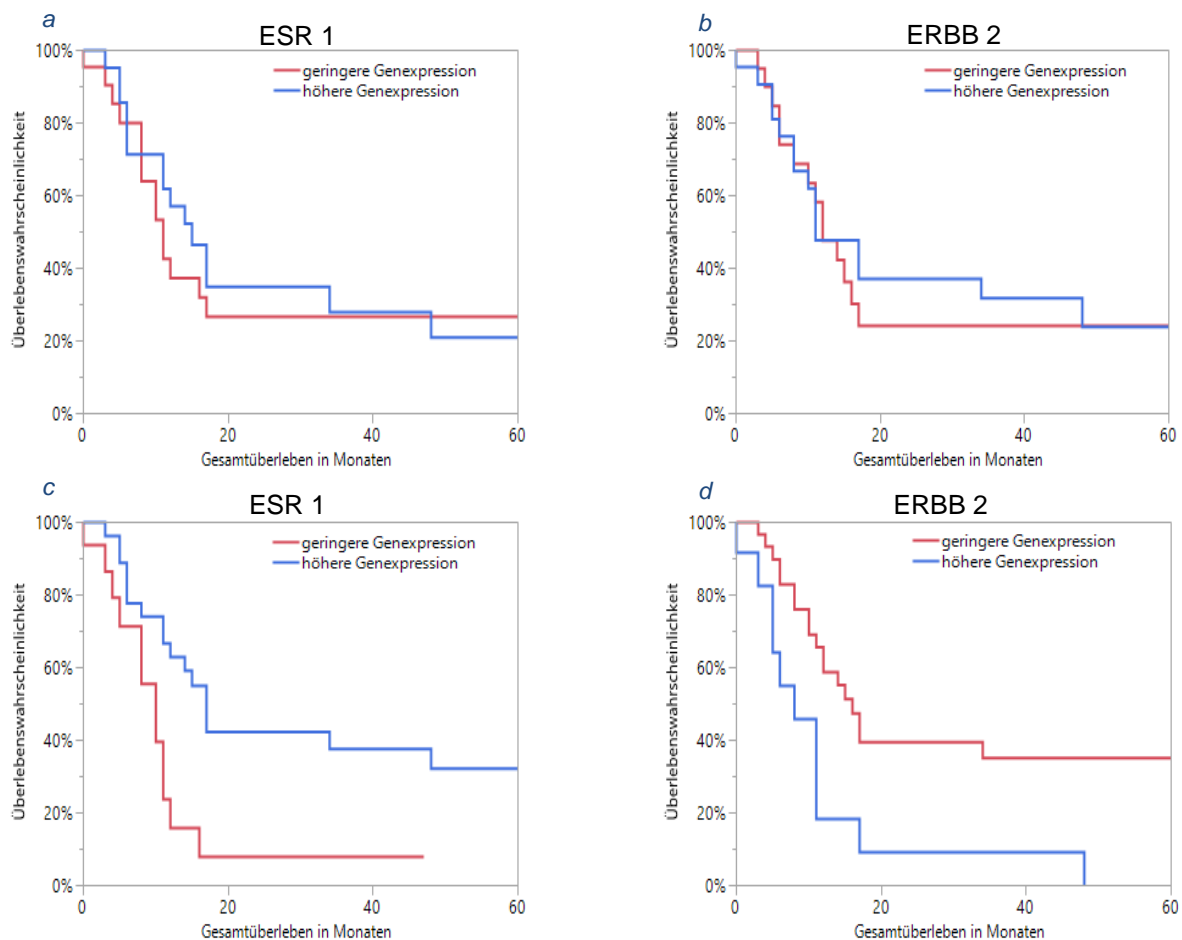 a
ESR 1
100%
80%
60%
40%
20%
0%
geringere Genexpression
höhere Genexpression
Überlebenswahrscheinlichkeit
0 20 40 60
Gesamtüberleben in Monaten
b
ERBB 2
100%
80%
60%
40%
20%
0%
geringere Genexpression
höhere Genexpression
Überlebenswahrscheinlichkeit
0 20 40 60
Gesamtüberleben in Monaten
c
ESR 1
100%
80%
60%
40%
20%
0%
geringere Genexpression
höhere Genexpression
Überlebenswahrscheinlichkeit
0 20 40 60
Gesamtüberleben in Monaten
d
ERBB 2
100%
80%
60%
40%
20%
0%
geringere Genexpression
höhere Genexpression
Überlebenswahrscheinlichkeit
0 20 40 60
Gesamtüberleben in Monaten